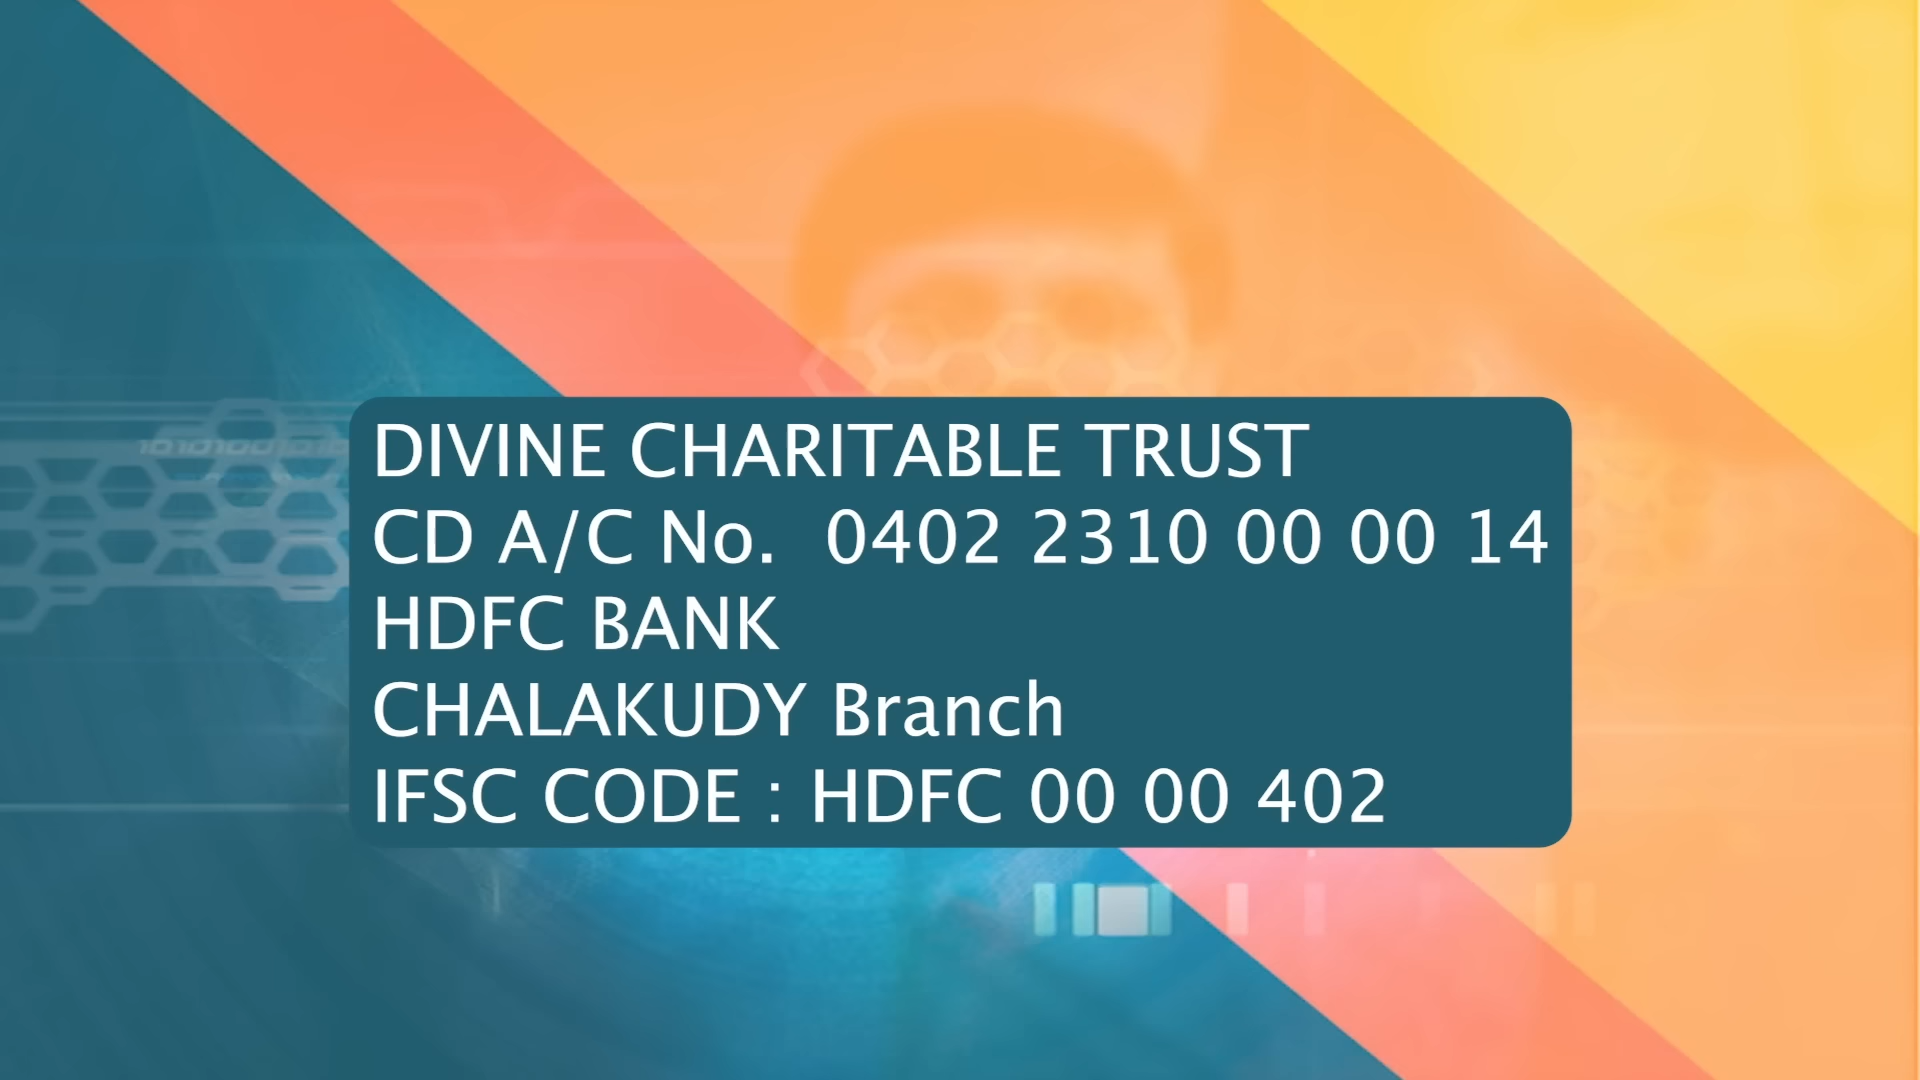 DIVINE CHARITABLE TRUST
CD A/C No.  0402 2310 00 00 14
HDFC BANK
CHALAKUDY Branch
IFSC CODE : HDFC 00 00 402